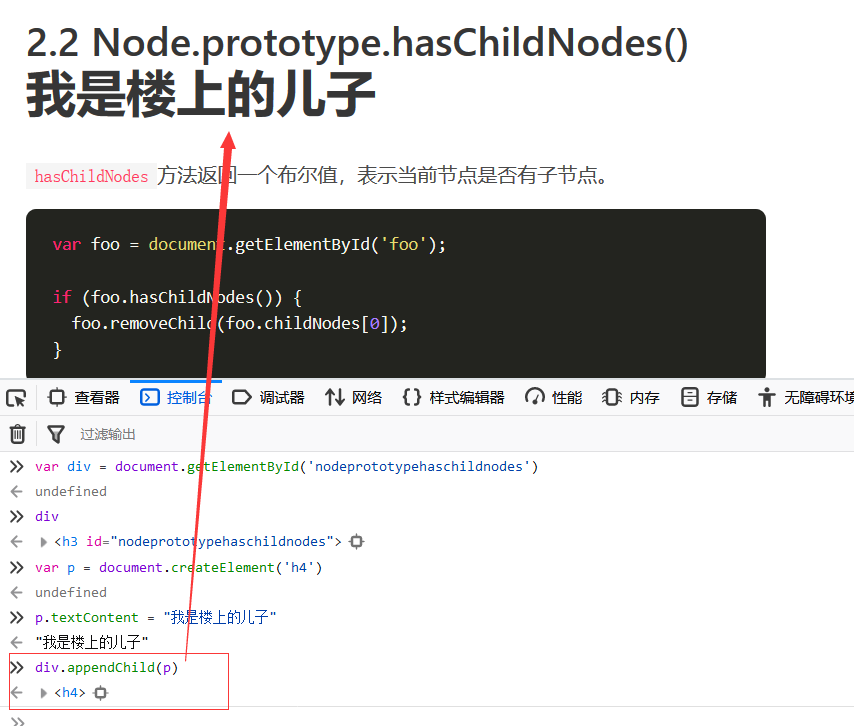 2.2 Node.prototype.hasChildNodes()
我是楼上的儿子
hasChildNodes 方法返回一个布尔值，表示当前节点是否有子节点。
var foo = document.getElementById('foo');
if (foo.hasChildNodes()) {
foo.removeChild(foo.childNodes[0]);
}
查看器 控制台 调试器 网络 {} 样式编辑器 性能 内存 存储 无障碍环境
过滤输出
var div = document.getElementById('nodeprototypehaschildnodes')
undefined
div
<h3 id="nodeprototypehaschildnodes">
var p = document.createElement('h4')
undefined
p.textContent = "我是楼上的儿子"
"我是楼上的儿子"
div.appendChild(p)
<h4>